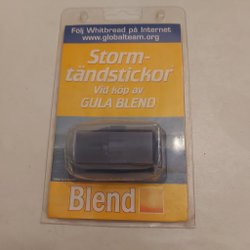 Följ Whitbread på Internet
www.globalteam.org
Storm-
tändstickor
Vid köp av
GULA BLEND
Blend